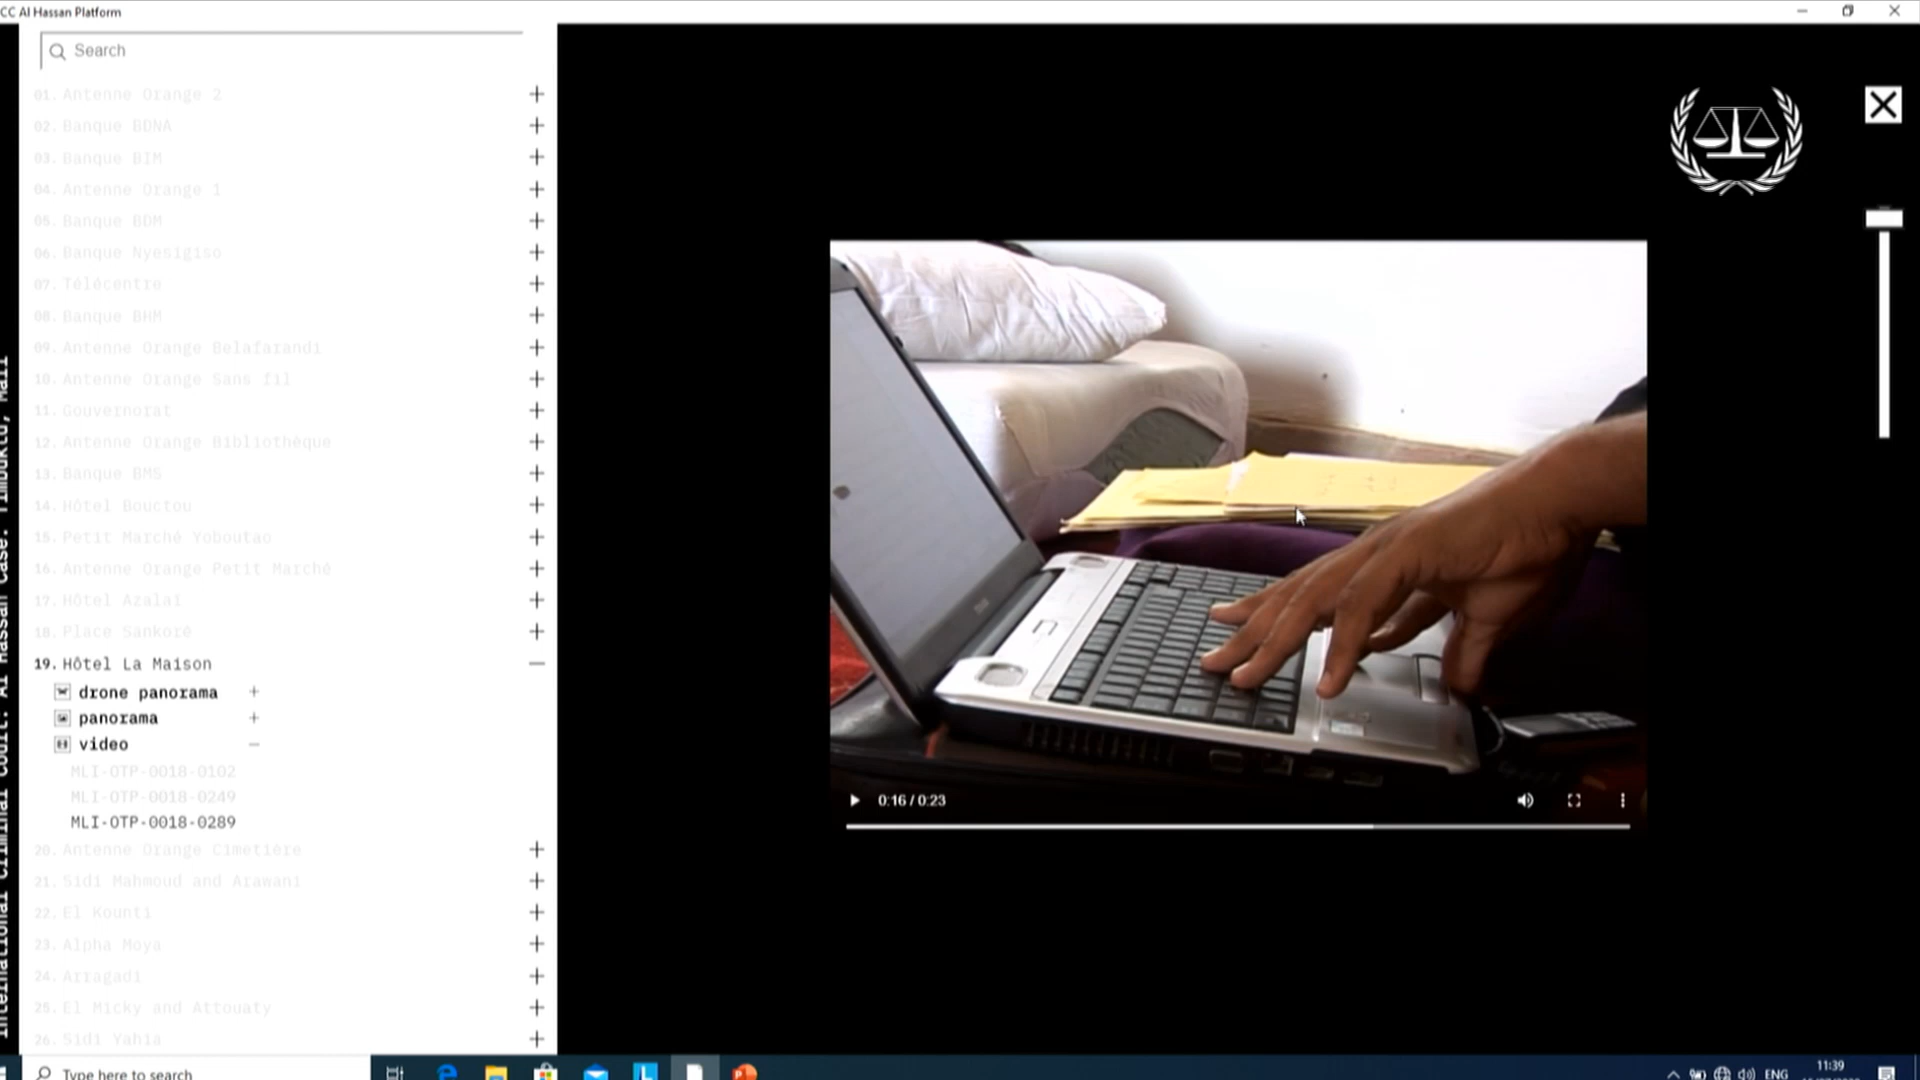 CC Al Hassan Platform
Search
01. Antenne Orange 2
02. Banque BDNA
03. Banque BIM
04. Antenne Orange 1
05. Banque BDM
06. Banque Nyesigiso
07. Télécentre
08. Banque BHM
09. Antenne Orange Belafarandi
10. Antenne Orange Sans fil
11. Gouvernorat
12. Antenne Orange Bibliothèque
13. Banque BMS
14. Hôtel Bouctou
15. Petit Marché Yoboutao
16. Antenne Orange Petit Marché
17. Hôtel Azalaï
18. Place Sankoré
19. Hôtel La Maison
drone panorama
panorama
video
MLI-OTP-0018-0102
MLI-OTP-0018-0249
MLI-OTP-0018-0289
20. Antenne Orange Cimetière
21. Sidi Mahmoud and Arawani
22. El Kounti
23. Alpha Moya
24. Arragadi
25. El Micky and Attouaty
26. Sidi Yahia
International Criminal Court. Al Hassan Case. Timbuktu, Mali
0:16 / 0:23
Type here to search
ENG
11:39